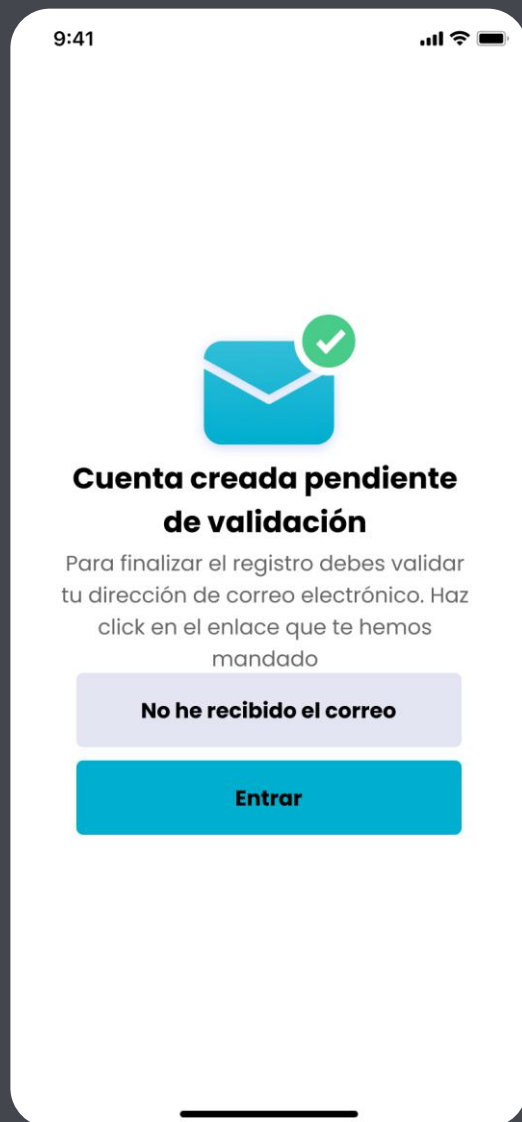 9:41
Cuenta creada pendiente
de validación
Para finalizar el registro debes validar
tu dirección de correo electrónico. Haz
click en el enlace que te hemos
mandado
No he recibido el correo
Entrar